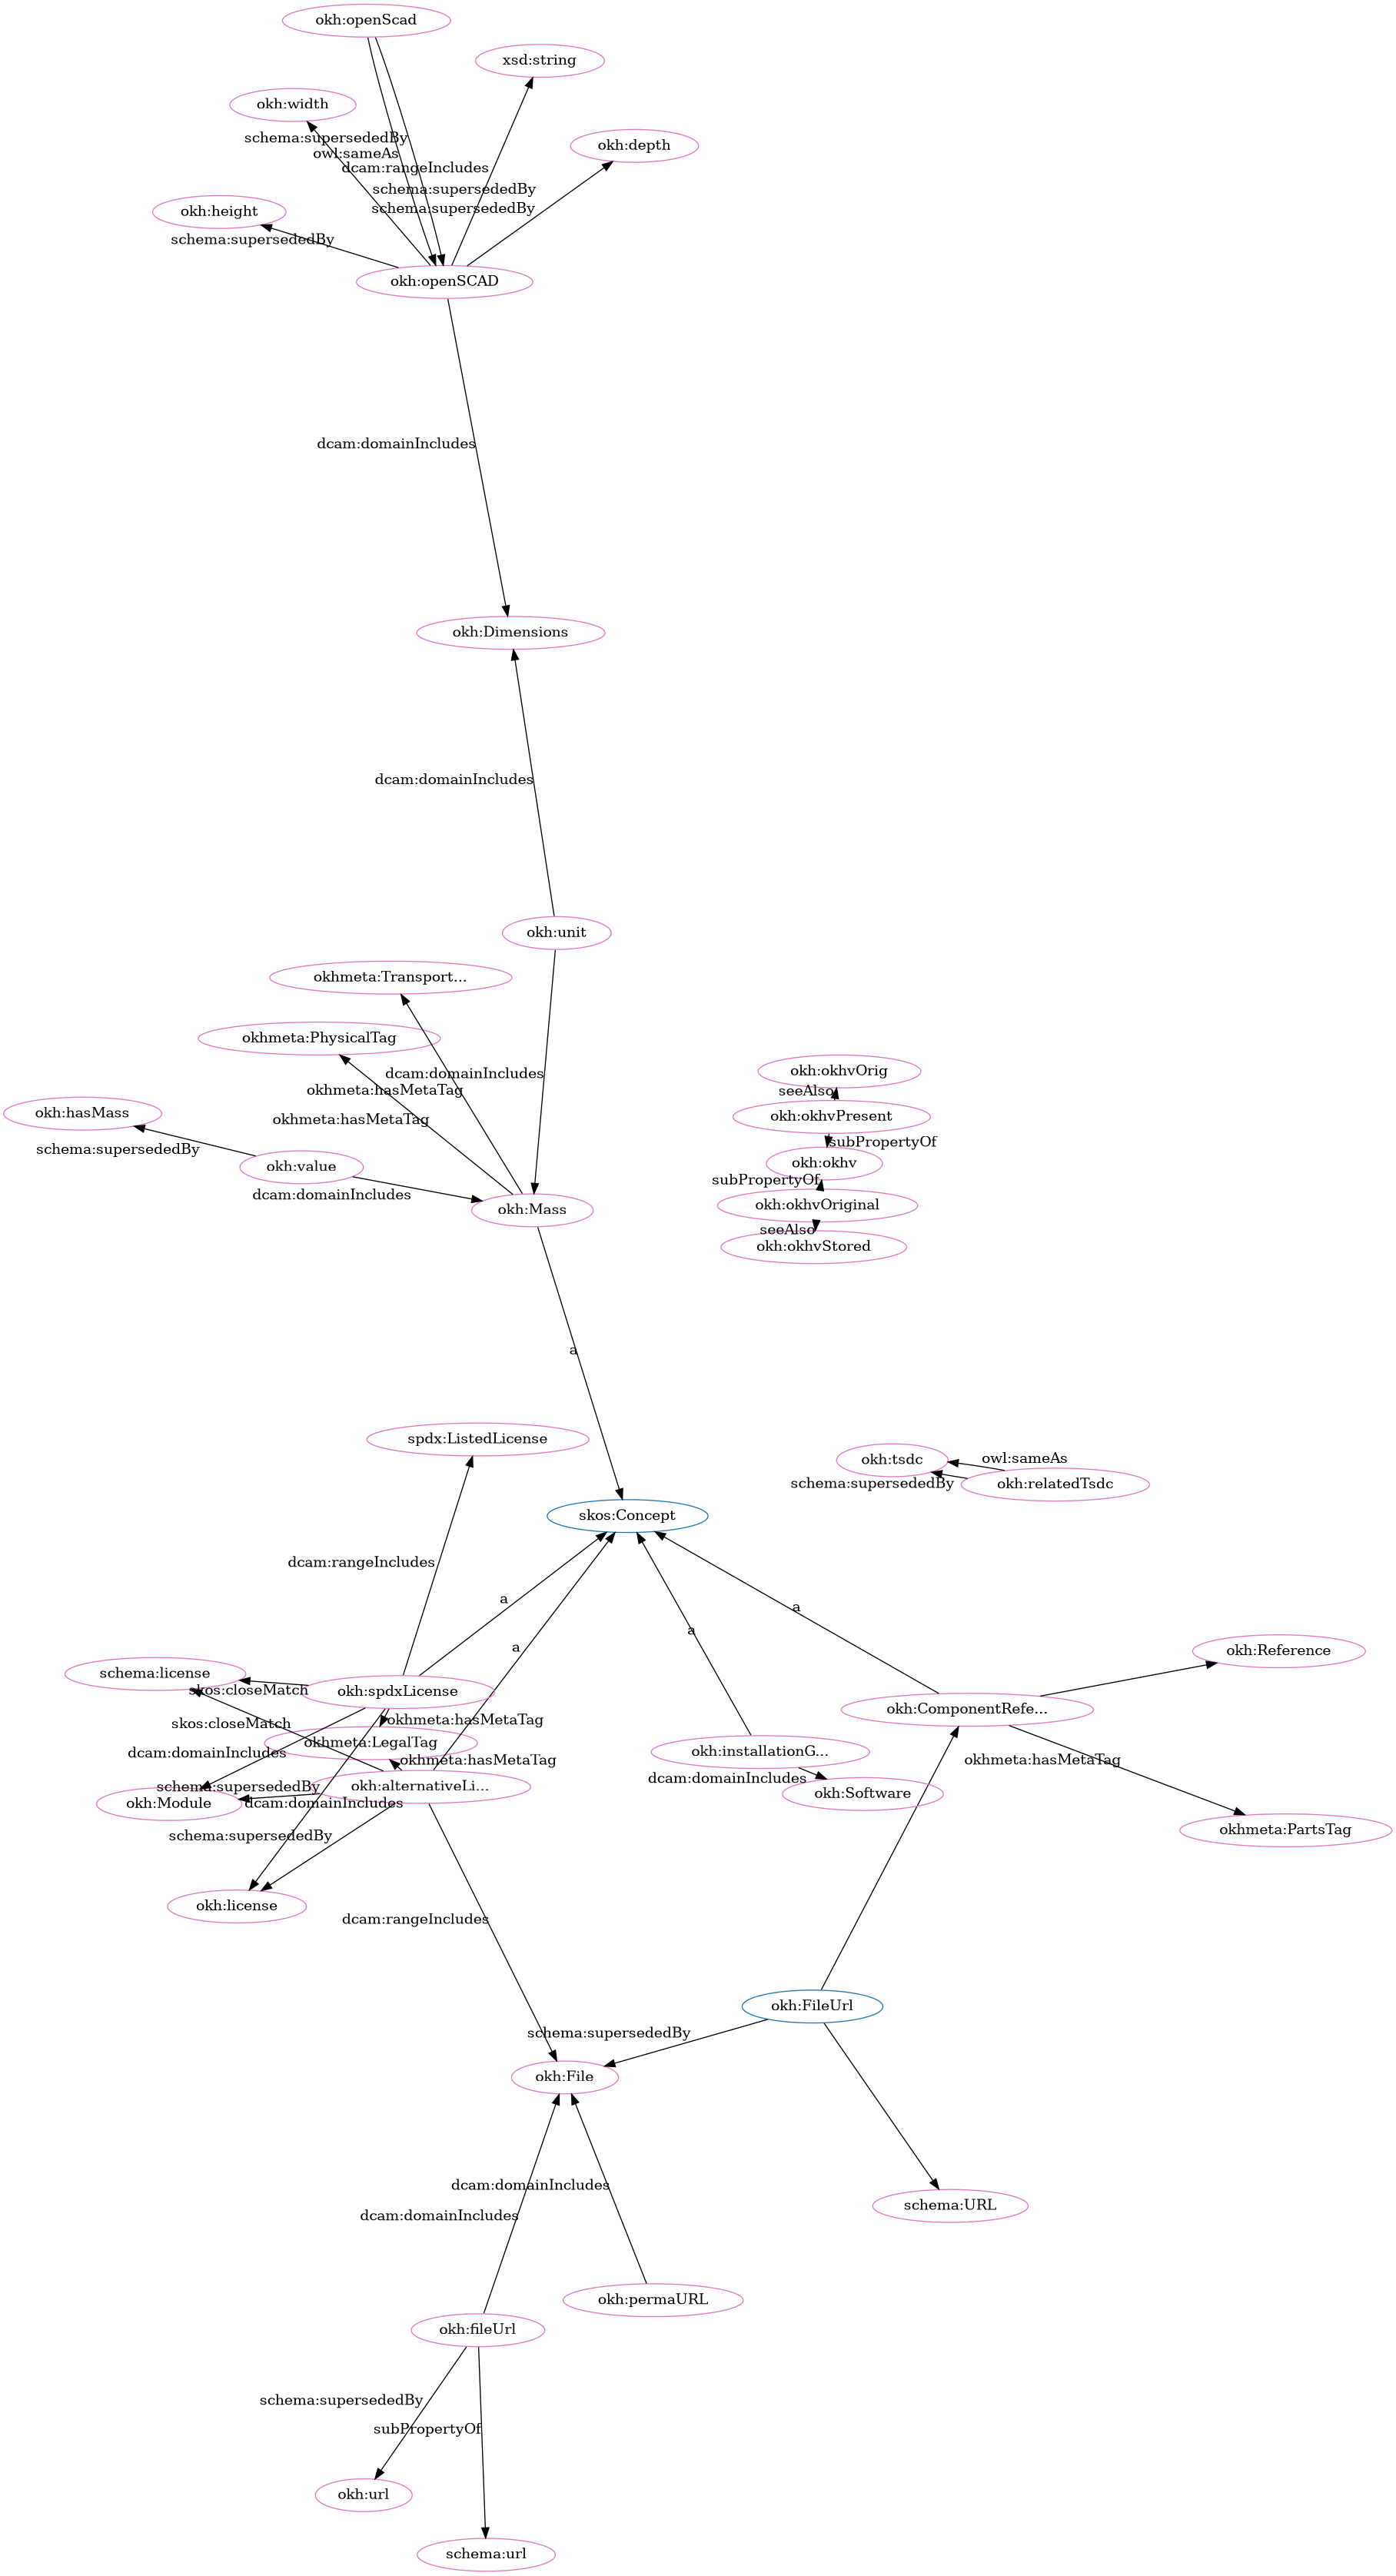 okh:openScad
xsd:string
okh:width
schema:supersededBy
owl:sameAs
okh:depth
dcam:rangeIncludes
schema:supersededBy
okh:height
schema:supersededBy
schema:supersededBy
okh:openSCAD
dcam:domainIncludes
okh:Dimensions
dcam:domainIncludes
okh:unit
okhmeta:Transport...
okhmeta:PhysicalTag
okh:okhvOrig
dcam:domainIncludes
okhmeta:hasMetaTag
seeAlso
okh:hasMass
okhmeta:hasMetaTag
okh:okhvPresent
schema:supersededBy
subPropertyOf
okh:value
okh:okhv
dcam:domainIncludes
subPropertyOf
okh:Mass
okh:okhvOriginal
seeAlso
okh:okhvStored
a
spdx:ListedLicense
okh:tsdc
owl:sameAs
schema:supersededBy
okh:relatedTsdc
skos:Concept
dcam:rangeIncludes
a
a
a
a
okh:Reference
schema:license
skos:closeMatch
okh:spdxLicense
okh:ComponentRefe...
skos:closeMatch
okhmeta:hasMetaTag
okhmeta:LegalTag
dcam:domainIncludes
okhmeta:hasMetaTag
okh:installationG...
okhmeta:hasMetaTag
dcam:domainIncludes
schema:supersededBy
okh:alternativeLi...
okh:Software
okh:Module
dcam:domainIncludes
schema:supersededBy
okhmeta:PartsTag
okh:license
dcam:rangeIncludes
okh:FileUrl
schema:supersededBy
okh:File
dcam:domainIncludes
schema:URL
dcam:domainIncludes
okh:permaURL
okh:fileUrl
schema:supersededBy
subPropertyOf
okh:url
schema:url